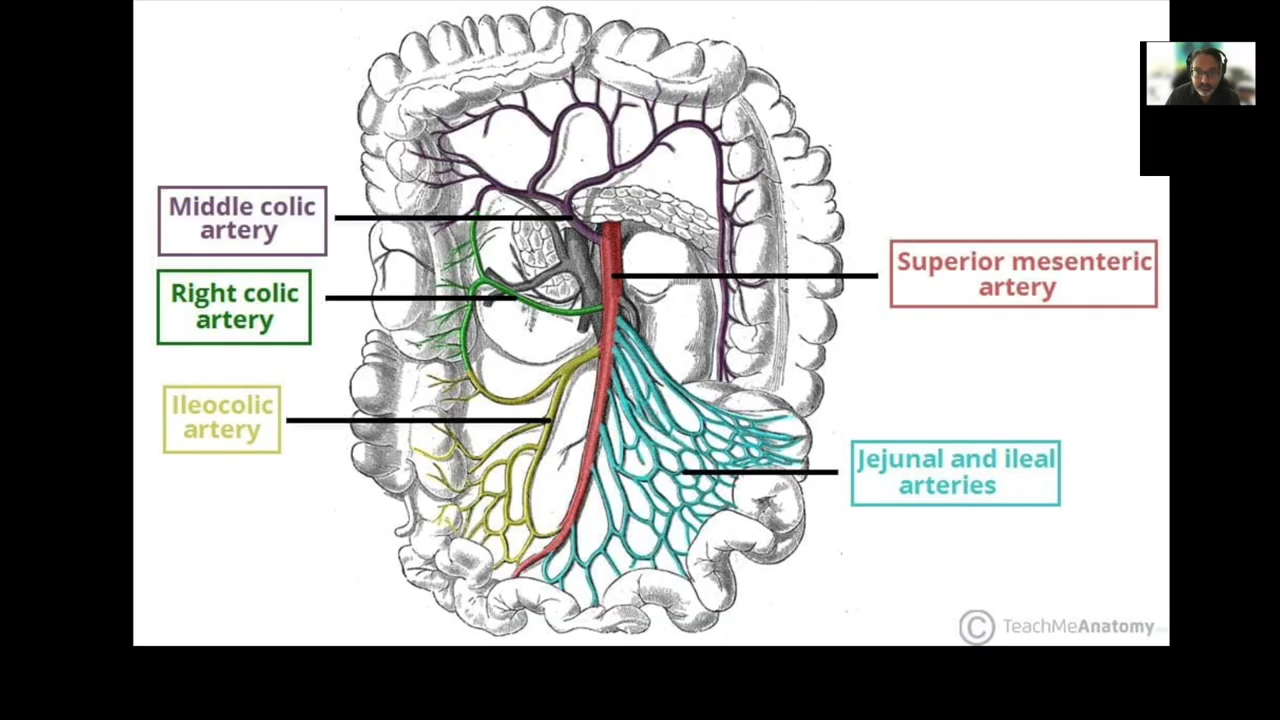 Middle colic
artery
Right colic
artery
Ileocolic
artery
Superior mesenteric
artery
Jejunal and ileal
arteries
© TeachMeAnatomy